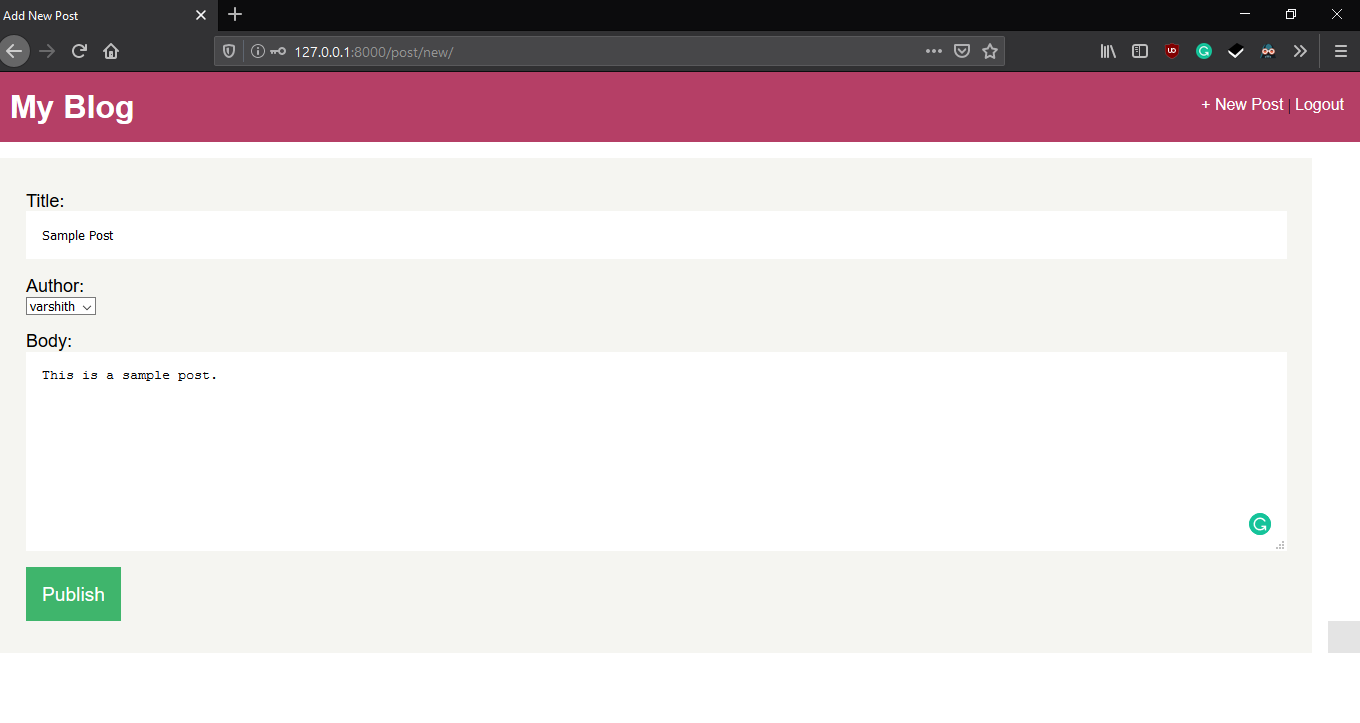 Add New Post
127.0.0.1:8000/post/new/
My Blog
+ New Post | Logout
Title:
Sample Post
Author:
varshith
Body:
This is a sample post.
Publish